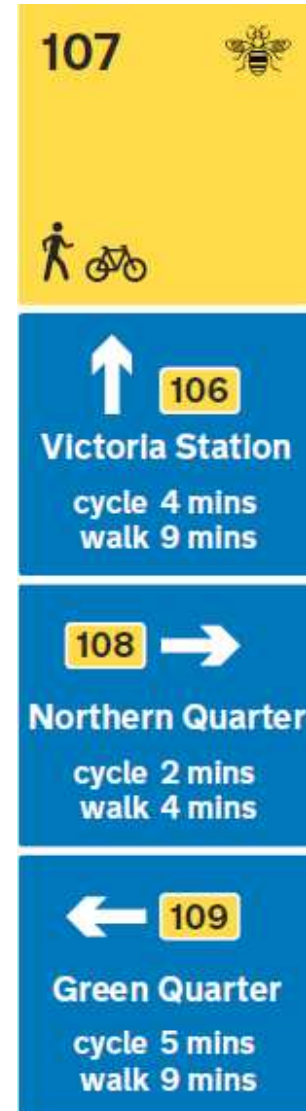 107
106
Victoria Station
cycle 4 mins
walk 9 mins
108
Northern Quarter
cycle 2 mins
walk 4 mins
109
Green Quarter
cycle 5 mins
walk 9 mins